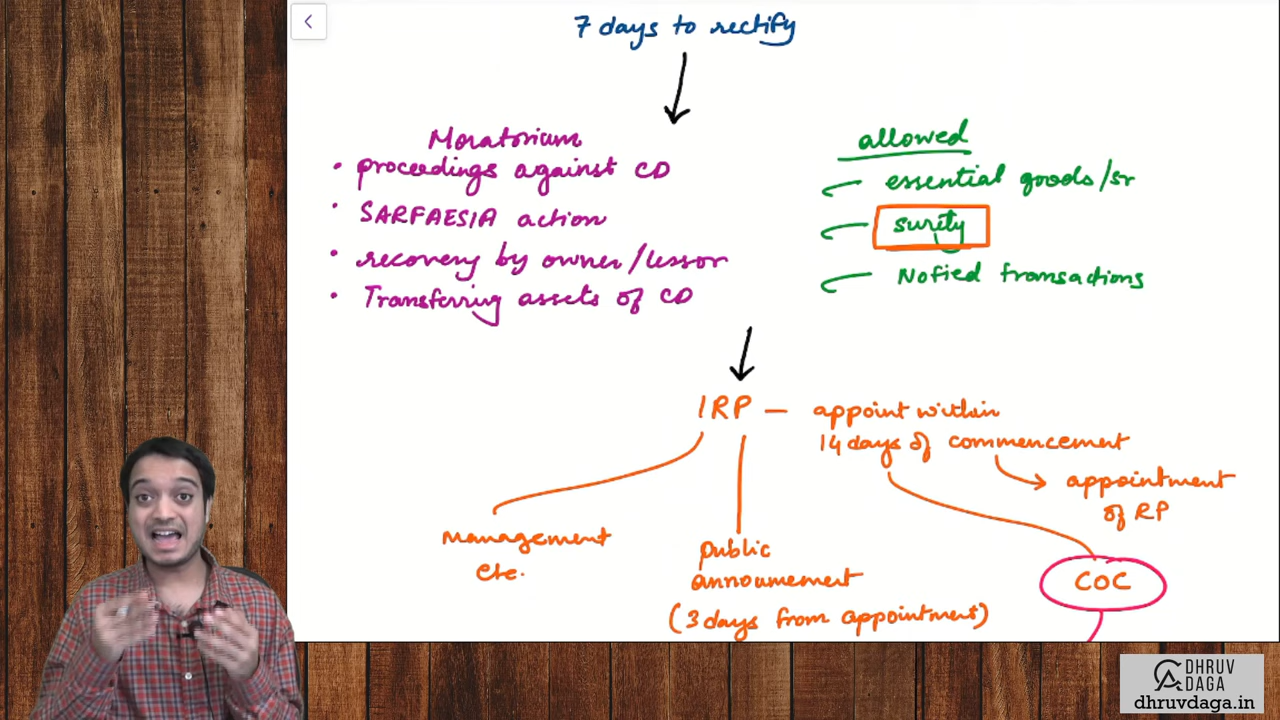 7 days to rectify
Moratorium
• proceedings against CD
• SARFAESIA action
• recovery by owner/lessor
• Transferring assets of CD
allowed
essential goods/sr
surety
Nofied transactions
IRP — appoint within
14 days of commencement
appointment
of RP
management
etc.
public
announcement
(3 days from appointment)
COC
DHRUV
DAGA
dhruvdaga.in